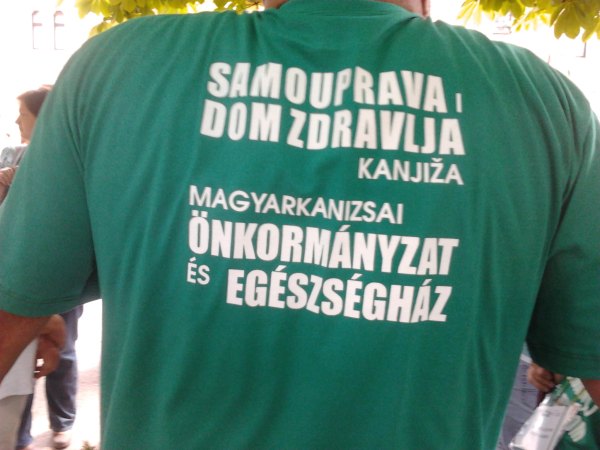 SAMOUPRAVA I
DOM ZDRAVLJA
KANJIŽA
MAGYARKANIZSAI
ÖNKORMÁNYZAT
ÉS EGÉSZSÉGHÁZ